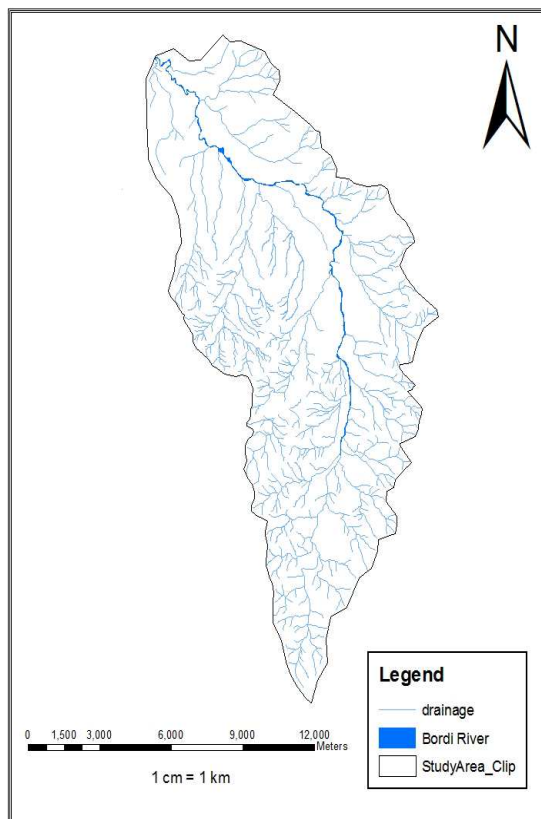 N
Legend
drainage
Bordi River
StudyArea_Clip
0 1,500 3,000 6,000 9,000 12,000
Meters
1 cm = 1 km